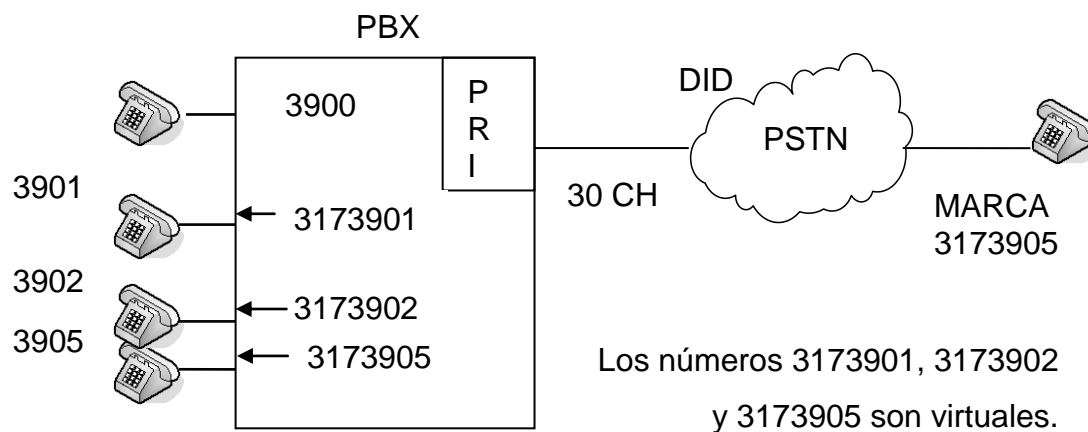 PBX
3900
P
R
I
DID
PSTN
3901
30 CH
3173901
MARCA
3173905
3902
3173902
3905
3173905
Los números 3173901, 3173902
y 3173905 son virtuales.